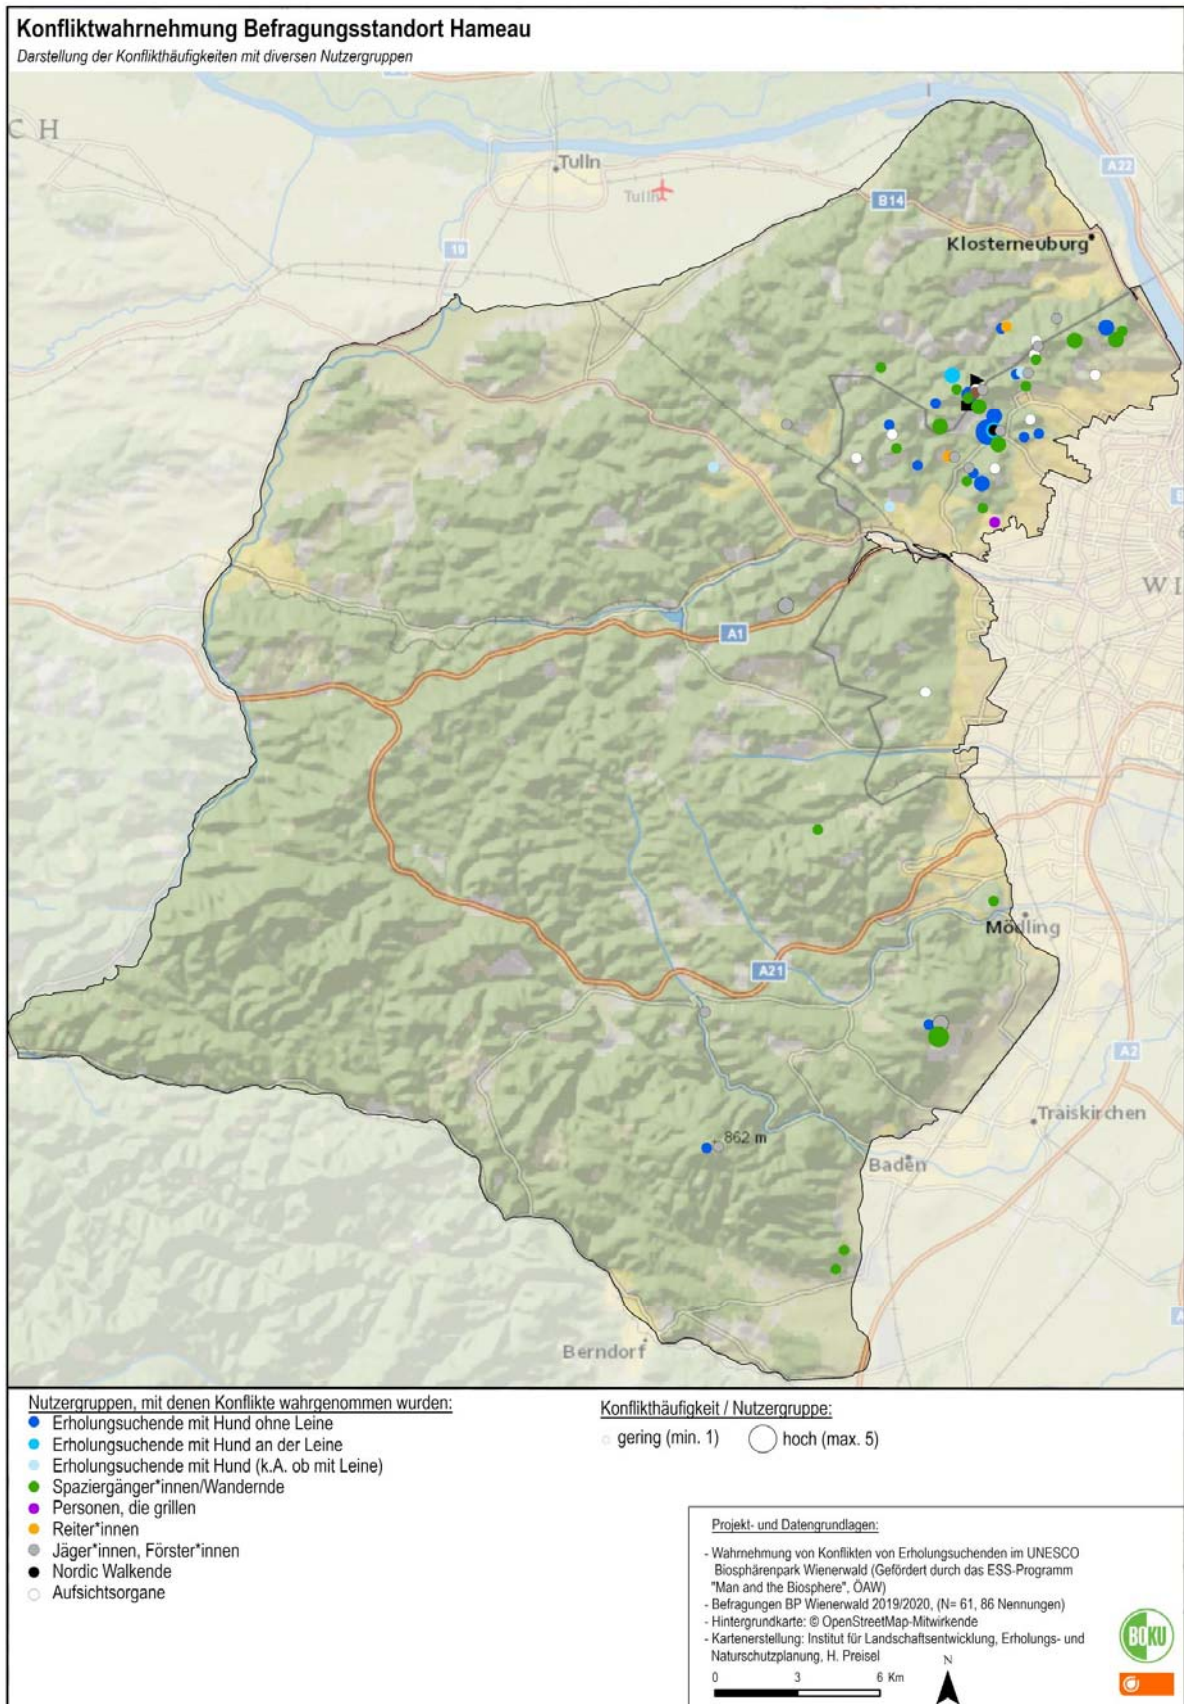 Konfliktwahrnehmung Befragungsstandort Hameau
Darstellung der Konflikthäufigkeiten mit diversen Nutzergruppen
C H
Tulln
Tulln
A22
B14
19
Klosterneuburg
WI
A1
Mödling
A21
A2
Traiskirchen
862 m
Baden
Berndorf
Nutzergruppen, mit denen Konflikte wahrgenommen wurden:
Erholungsuchende mit Hund ohne Leine
Erholungsuchende mit Hund an der Leine
Erholungsuchende mit Hund (k.A. ob mit Leine)
Spaziergänger*innen/Wandernde
Personen, die grillen
Reiter*innen
Jäger*innen, Förster*innen
Nordic Walkende
Aufsichtsorgane
Konflikthäufigkeit / Nutzergruppe:
gering (min. 1) hoch (max. 5)
Projekt- und Datengrundlagen:
- Wahrnehmung von Konflikten von Erholungsuchenden im UNESCO
Biosphärenpark Wienerwald (Gefördert durch das ESS-Programm
"Man and the Biosphere", ÖAW)
- Befragungen BP Wienerwald 2019/2020, (N= 61, 86 Nennungen)
- Hintergrundkarte: © OpenStreetMap-Mitwirkende
- Kartenerstellung: Institut für Landschaftsentwicklung, Erholungs- und
Naturschutzplanung, H. Preisel
N
0 3 6 Km
BOKU